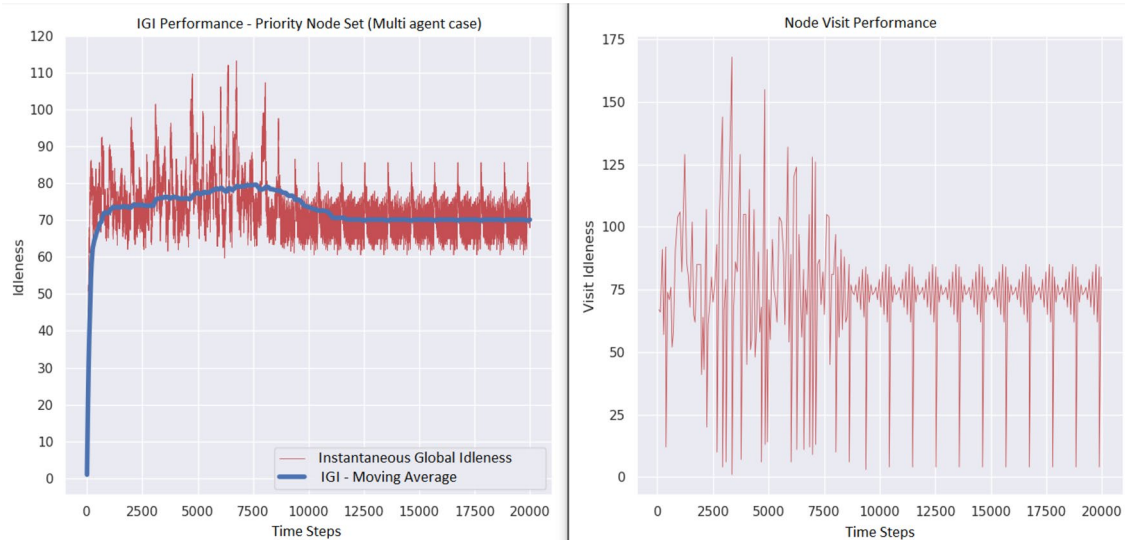 IGI Performance - Priority Node Set (Multi agent case)
120
110
100
90
80
70
60
50
40
30
20
10
0
Idleness
Instantaneous Global Idleness
IGI - Moving Average
0 2500 5000 7500 10000 12500 15000 17500 20000
Time Steps
Node Visit Performance
175
150
125
100
75
50
25
0
Visit Idleness
0 2500 5000 7500 10000 12500 15000 17500 20000
Time Steps